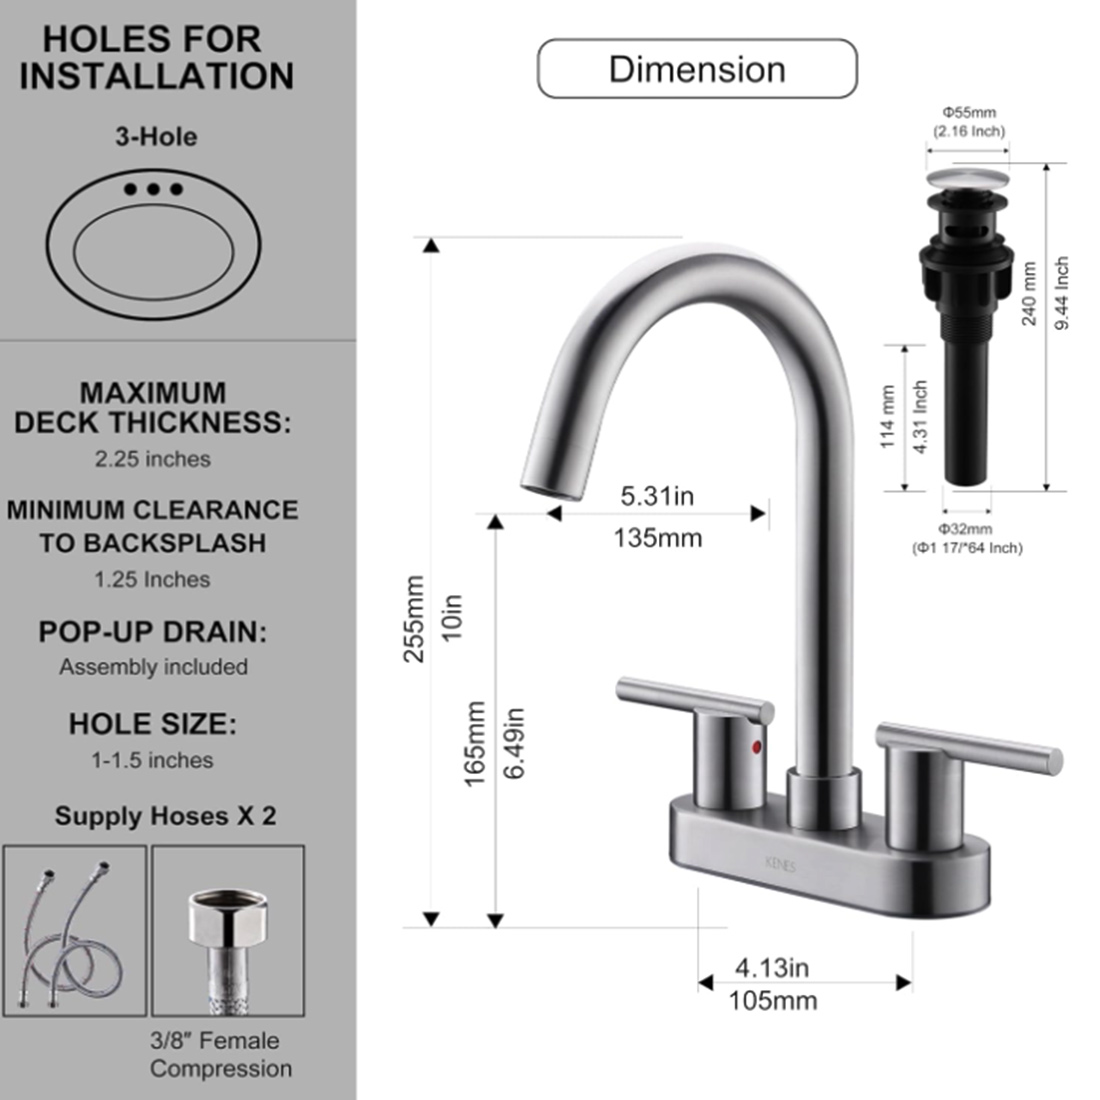 HOLES FOR
INSTALLATION
3-Hole
MAXIMUM
DECK THICKNESS:
2.25 inches
MINIMUM CLEARANCE
TO BACKSPLASH
1.25 Inches
POP-UP DRAIN:
Assembly included
HOLE SIZE:
1-1.5 inches
Supply Hoses X 2
3/8" Female
Compression
Dimension
Φ55mm
(2.16 Inch)
240 mm
9.44 Inch
114 mm
4.31 Inch
Φ32mm
(Φ1 17/*64 Inch)
5.31in
135mm
255mm
10in
165mm
6.49in
KENES
4.13in
105mm